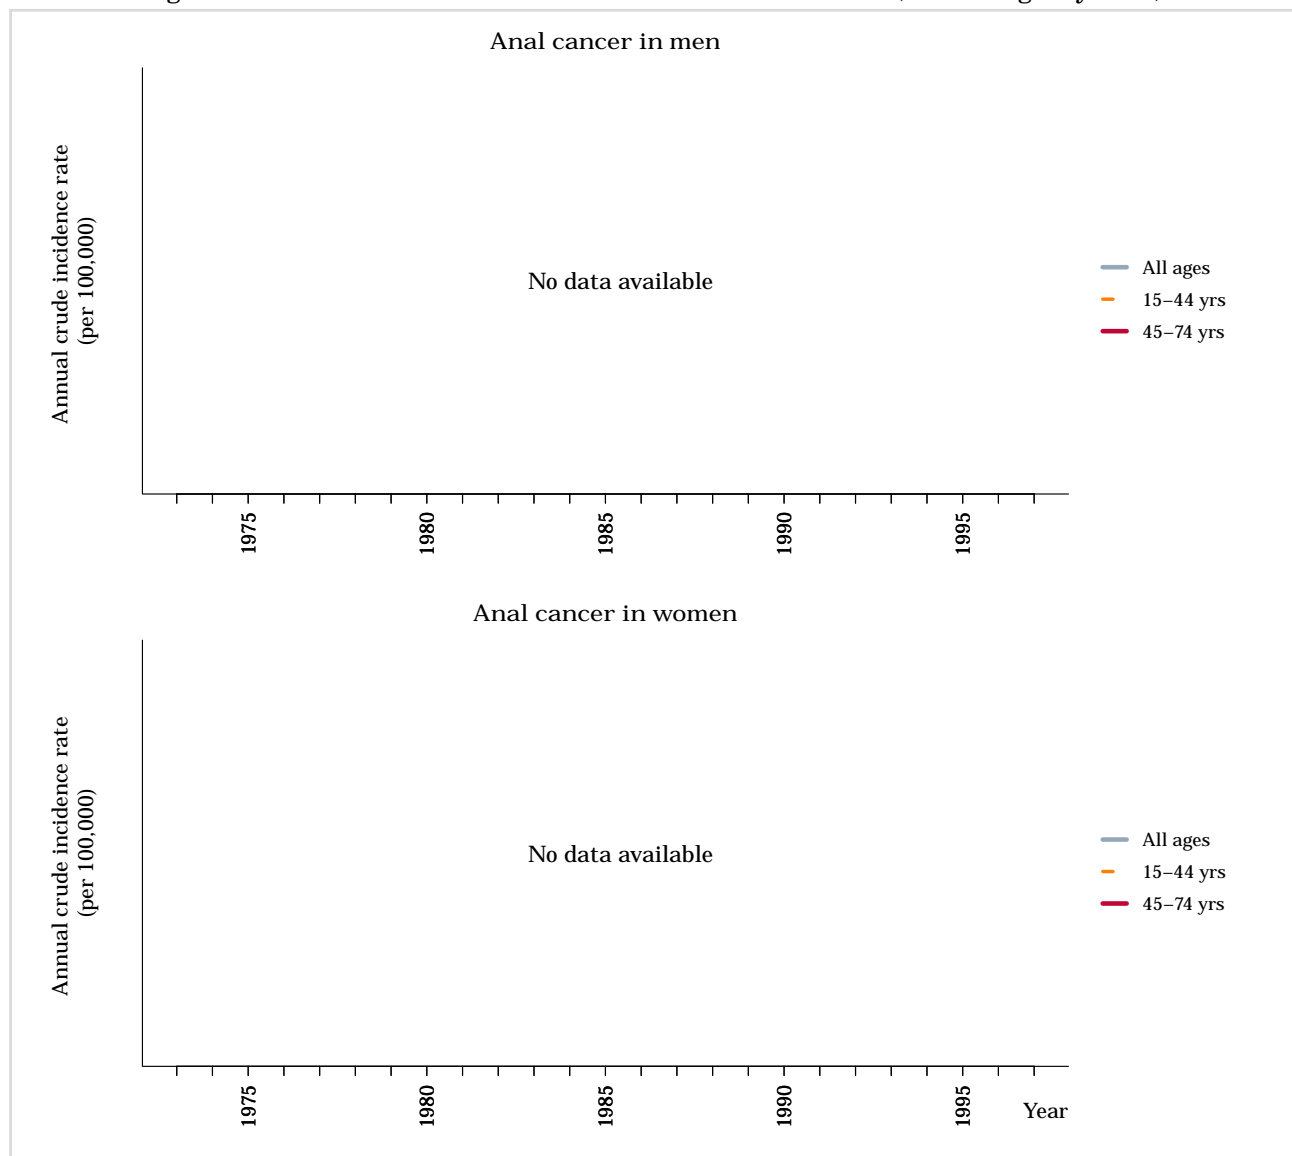 Anal cancer in men
Annual crude incidence rate
(per 100,000)
No data available
All ages
15–44 yrs
45–74 yrs
1975
1980
1985
1990
1995
Anal cancer in women
Annual crude incidence rate
(per 100,000)
No data available
All ages
15–44 yrs
45–74 yrs
1975
1980
1985
1990
1995
Year